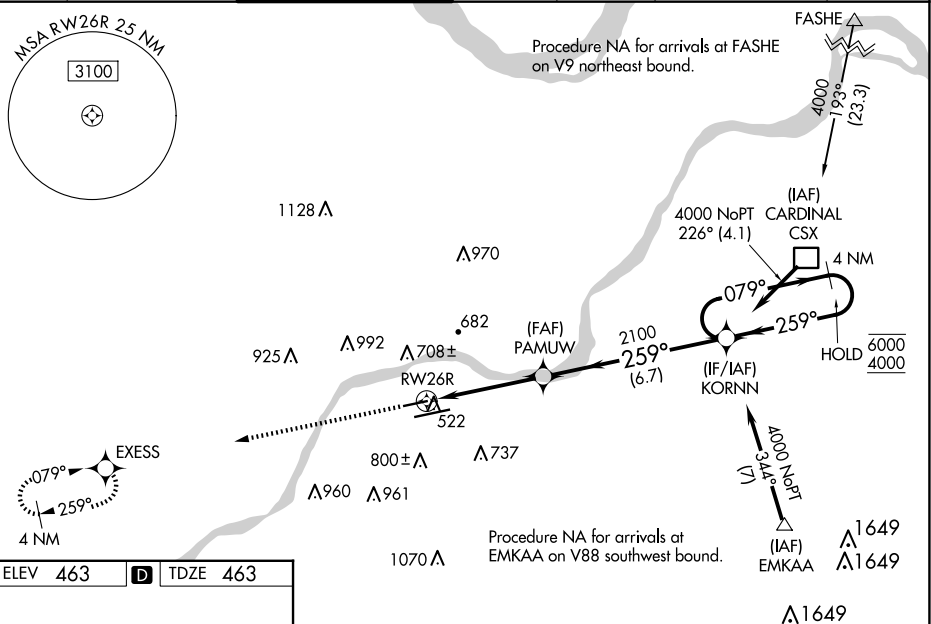 MSA RW26R 25 NM
3100
Procedure NA for arrivals at FASHE
on V9 northeast bound.
FASHE
4000
193°
(23.3)
1128
970
4000 NoPT
226° (4.1)
(IAF)
CARDINAL
CSX
4 NM
079°
259°
HOLD
6000
4000
682
925
992
708±
(FAF)
PAMUW
2100
259°
(6.7)
(IF/IAF)
KORNN
RW26R
522
EXESS
079°
259°
4 NM
800±
737
960
961
4000 NoPT
344°
(7)
1070
Procedure NA for arrivals at
EMKAA on V88 southwest bound.
(IAF)
EMKAA
1649
1649
1649
ELEV 463
D
TDZE 463